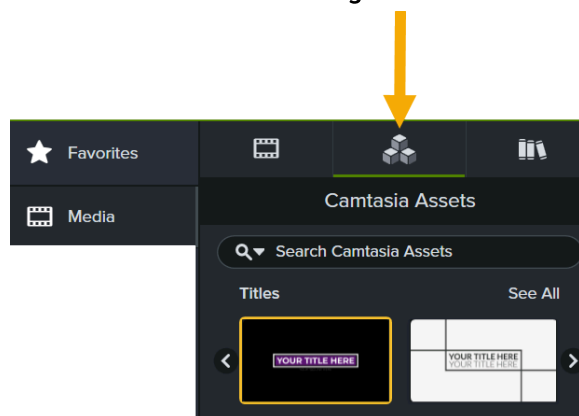 Favorites
Media
Camtasia Assets
Search Camtasia Assets
Titles
See All
YOUR TITLE HERE
YOUR TITLE HERE
YOUR TITLE HERE